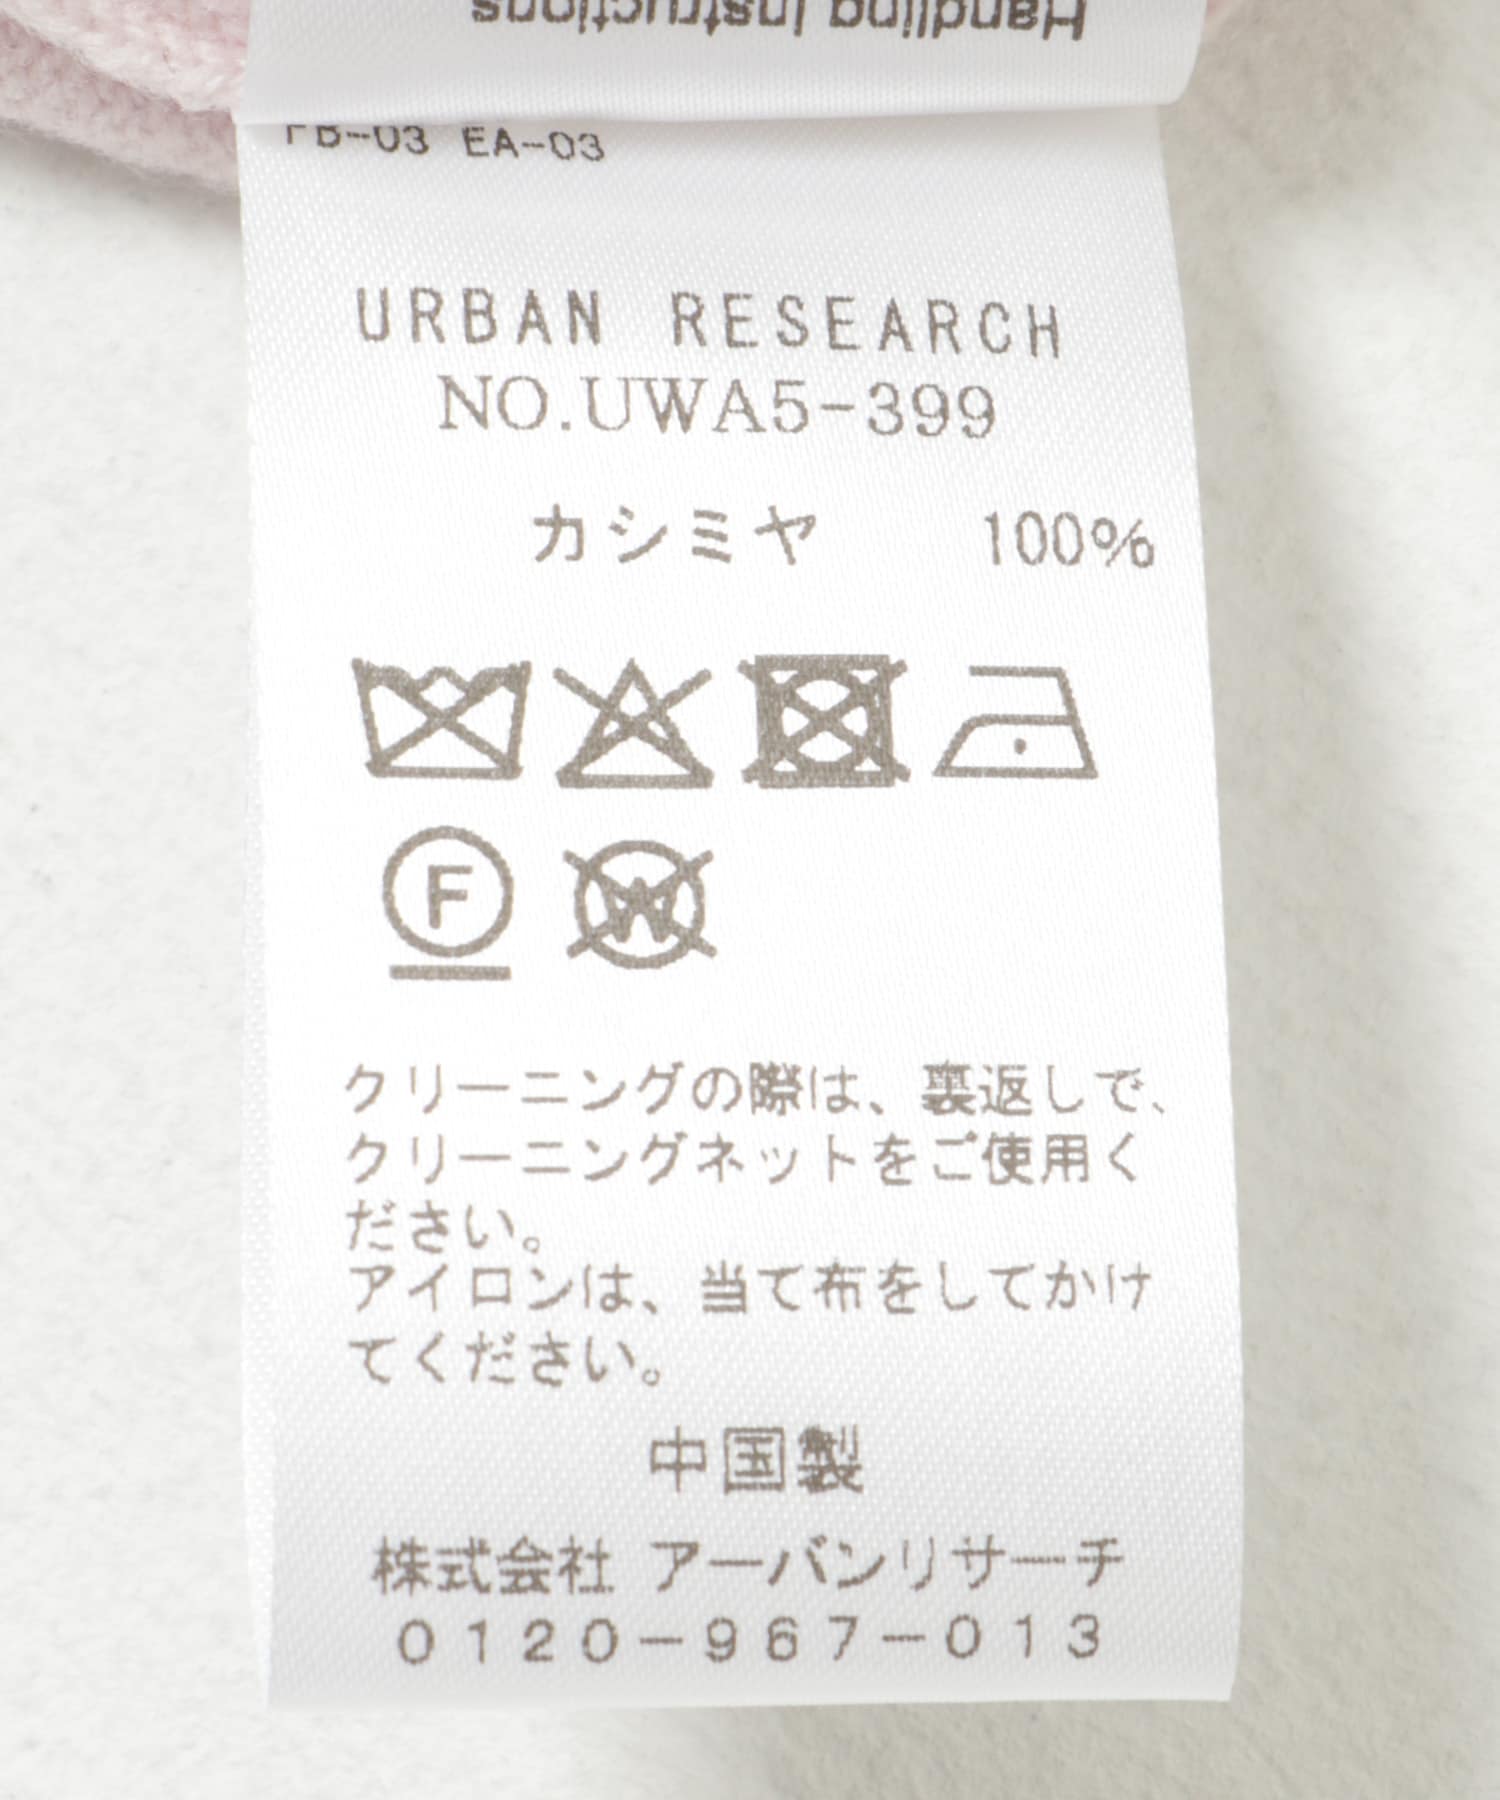 Handling Instructions
FB-03 EA-03
URBAN RESEARCH
NO.UWA5-399
カシミヤ 100%
F
W
クリーニングの際は、裏返しで、
クリーニングネットをご使用く
ださい。
アイロンは、当て布をしてかけ
てください。
中国製
株式会社 アーバンリサーチ
0120-967-013